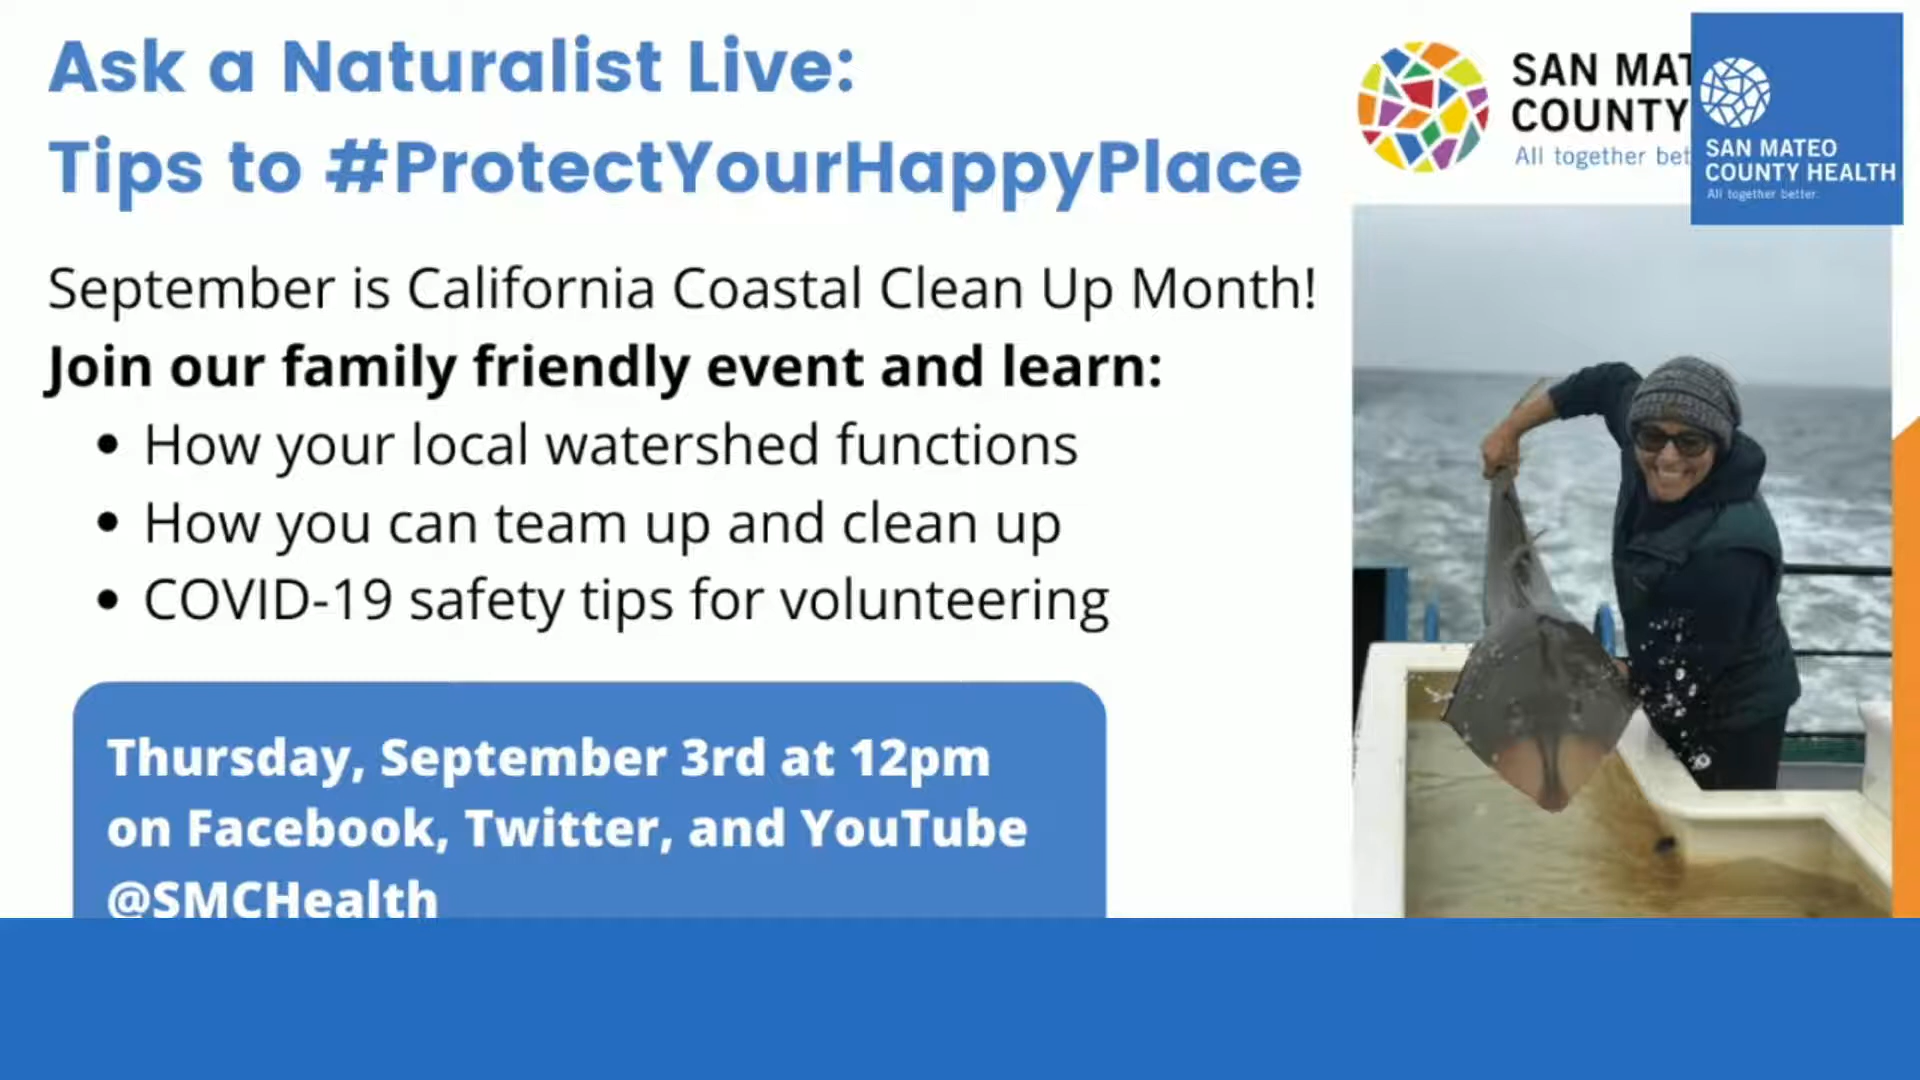 Ask a Naturalist Live:
Tips to #ProtectYourHappyPlace
September is California Coastal Clean Up Month!
Join our family friendly event and learn:
• How your local watershed functions
• How you can team up and clean up
• COVID-19 safety tips for volunteering
Thursday, September 3rd at 12pm
on Facebook, Twitter, and YouTube
@SMCHealth
SAN MAT
COUNTY
All together bet
SAN MATEO
COUNTY HEALTH
All together better.